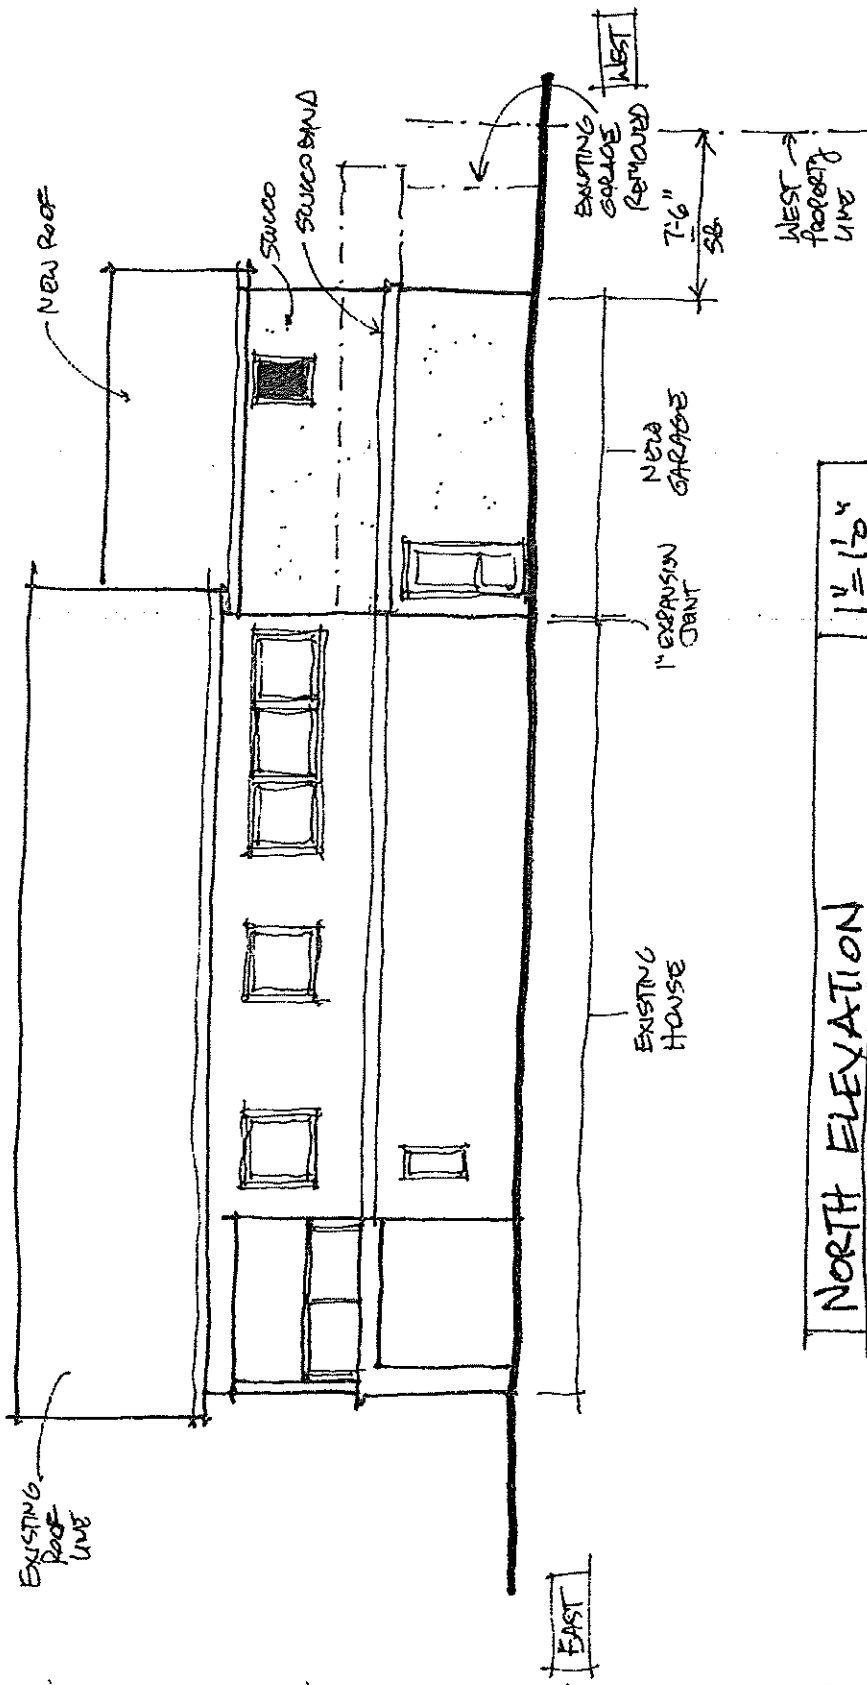 NEW ROOF
STUCCO
STUCCO BAND
EXISTING
ROOF
LINE
EAST
WEST
EXISTING
GARAGE
REMOVED
7'-6"
SB.
WEST
PROPERTY
LINE
EXISTING
HOUSE
1" EXPANSION
JOINT
NEW
GARAGE
NORTH ELEVATION